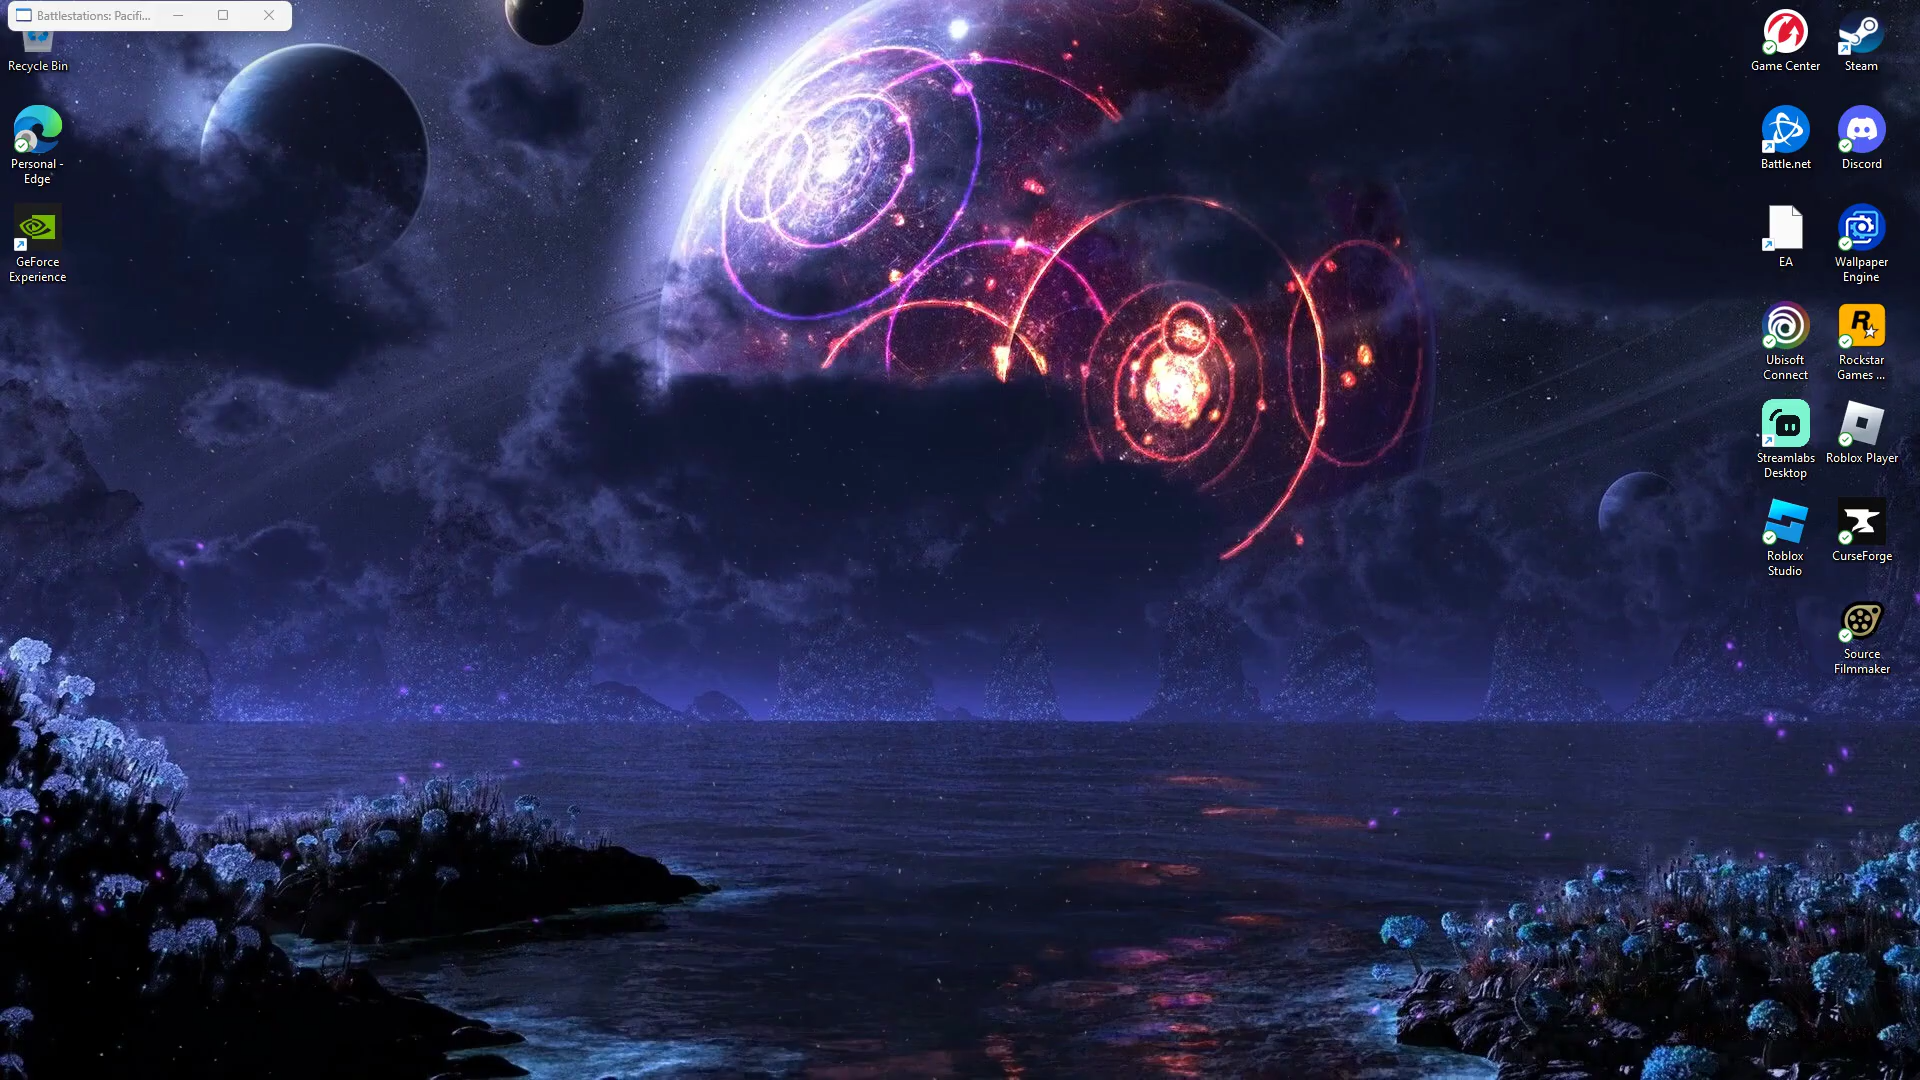 Battlestations: Pacifi...
Recycle Bin
Personal -
Edge
GeForce
Experience
Game Center
Steam
Battle.net
Discord
EA
Wallpaper
Engine
Ubisoft
Connect
Rockstar
Games ...
Streamlabs
Desktop
Roblox Player
Roblox
Studio
CurseForge
Source
Filmmaker